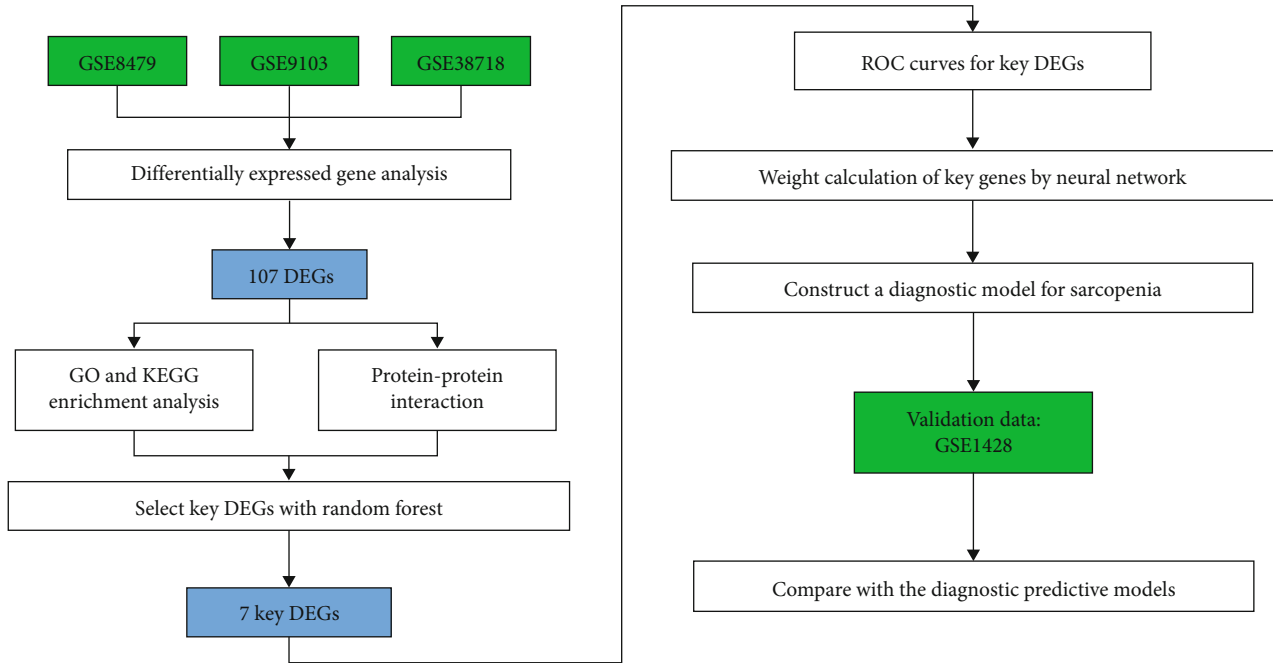 GSE8479
GSE9103
GSE38718
Differentially expressed gene analysis
107 DEGs
GO and KEGG
enrichment analysis
Protein-protein
interaction
Select key DEGs with random forest
7 key DEGs
ROC curves for key DEGs
Weight calculation of key genes by neural network
Construct a diagnostic model for sarcopenia
Validation data:
GSE1428
Compare with the diagnostic predictive models